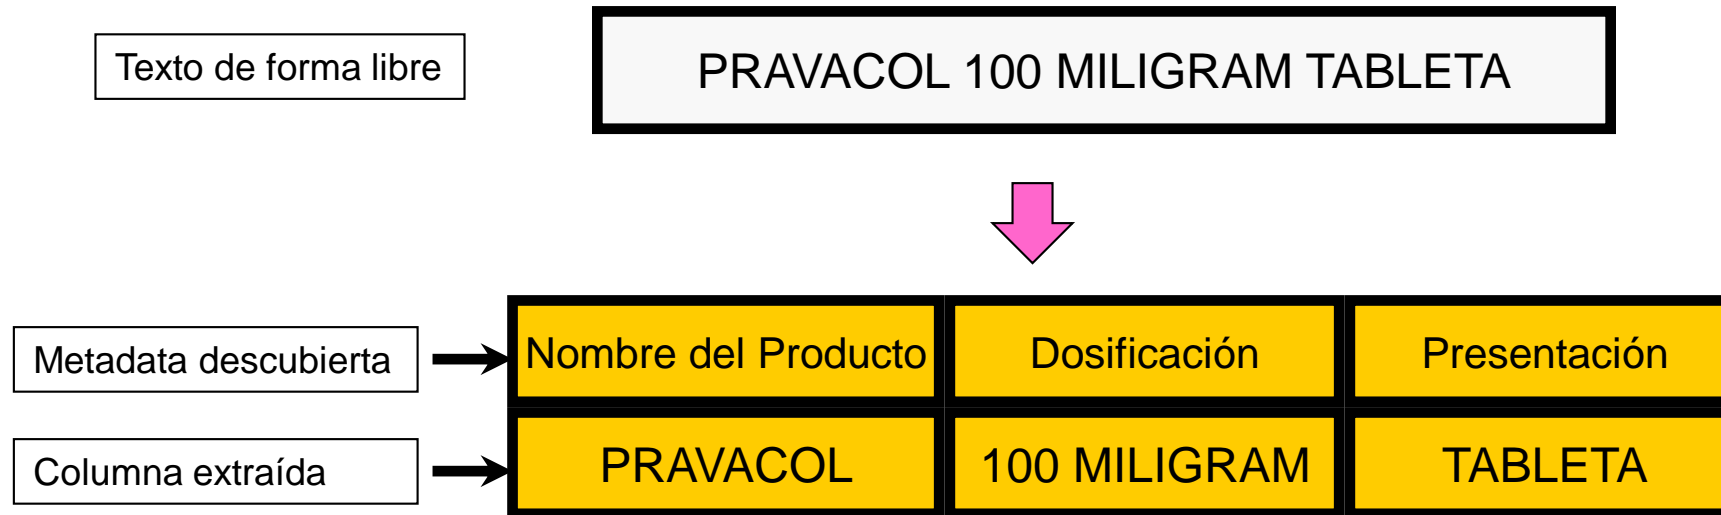 Texto de forma libre
PRAVACOL 100 MILIGRAM TABLETA
Metadata descubierta
Nombre del Producto
Dosificación
Presentación
Columna extraída
PRAVACOL
100 MILIGRAM
TABLETA